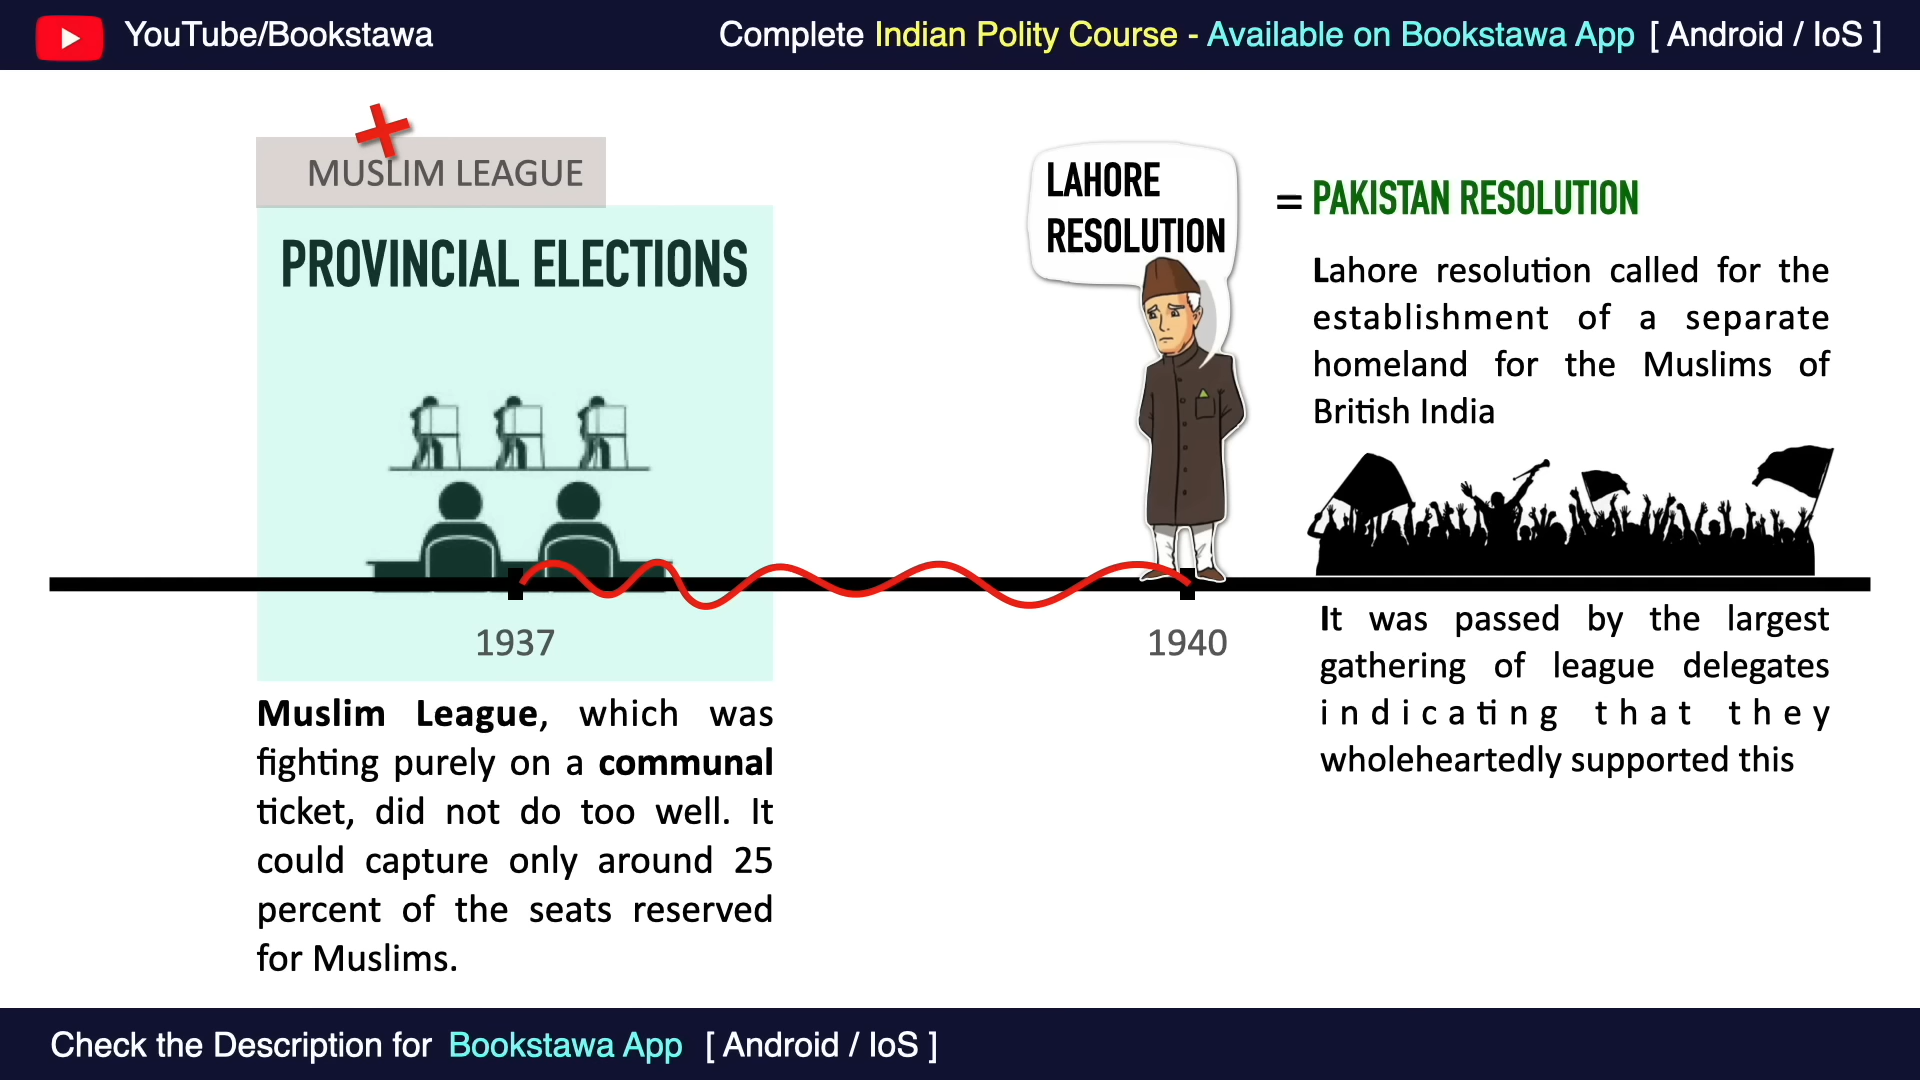 YouTube/Bookstawa
Complete Indian Polity Course - Available on Bookstawa App [ Android / IoS ]
MUSLIM LEAGUE
PROVINCIAL ELECTIONS
1937
Muslim League, which was
fighting purely on a communal
ticket, did not do too well. It
could capture only around 25
percent of the seats reserved
for Muslims.
LAHORE
RESOLUTION
= PAKISTAN RESOLUTION
Lahore resolution called for the
establishment of a separate
homeland for the Muslims of
British India
1940
It was passed by the largest
gathering of league delegates
indicating that they
wholeheartedly supported this
Check the Description for Bookstawa App [ Android / IoS ]